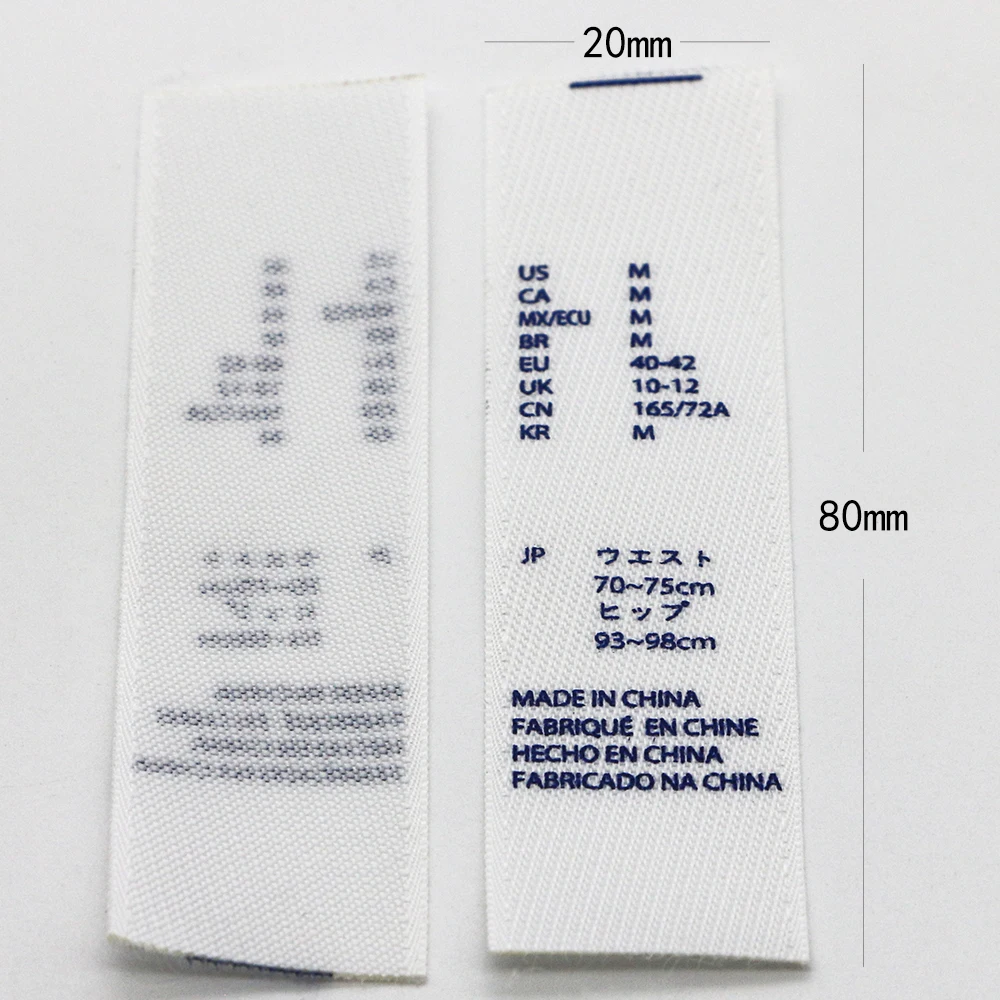 20mm
US M
CA M
MX/ECU M
BR M
EU 40-42
UK 10-12
CN 165/72A
KR M
80mm
JP ウエスト
70~75cm
ヒップ
93~98cm
MADE IN CHINA
FABRIQUÉ EN CHINE
HECHO EN CHINA
FABRICADO NA CHINA